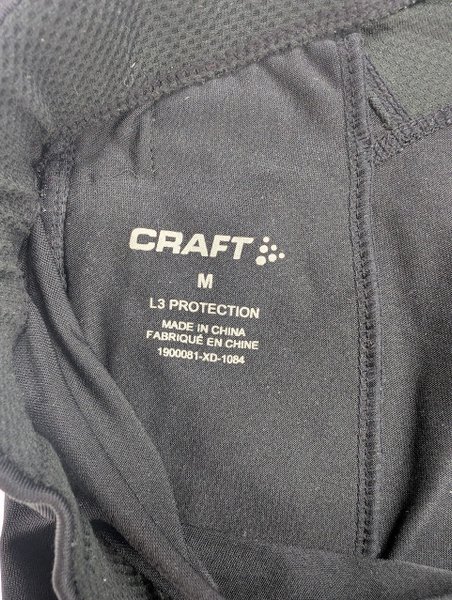 CRAFT
M
L3 PROTECTION
MADE IN CHINA
FABRIQUÉ EN CHINE
1900081-XD-1084